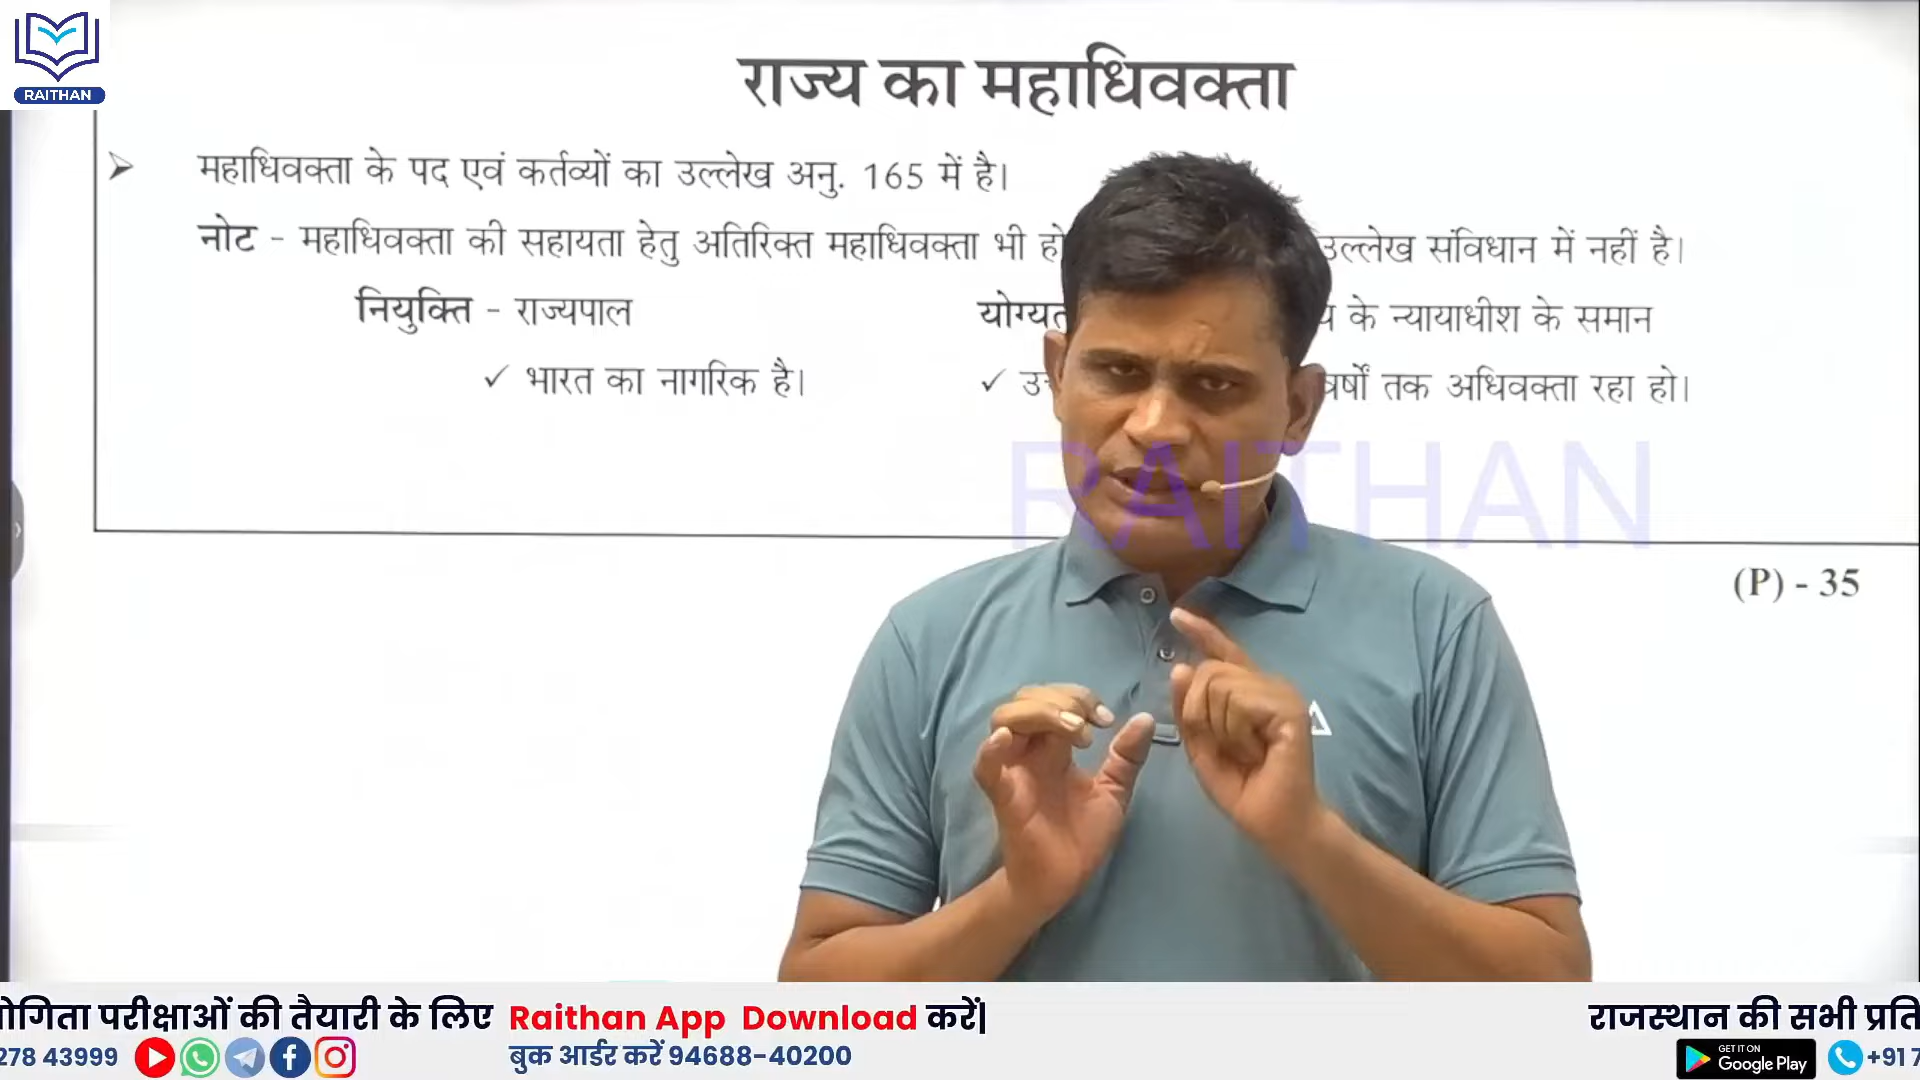 RAITHAN
राज्य का महाधिवक्ता
➢ महाधिवक्ता के पद एवं कर्तव्यों का उल्लेख अनु. 165 में है।
नोट - महाधिवक्ता की सहायता हेतु अतिरिक्त महाधिवक्ता भी हो उल्लेख संविधान में नहीं है।
नियुक्ति - राज्यपाल के न्यायाधीश के समान
✓ भारत का नागरिक है। ✓ वर्षों तक अधिवक्ता रहा हो।
RAITHAN
(P) - 35
योगिता परीक्षाओं की तैयारी के लिए Raithan App Download करें| राजस्थान की सभी प्रति
278 43999 बुक आर्डर करें 94688-40200 GET IT ON Google Play +91 7